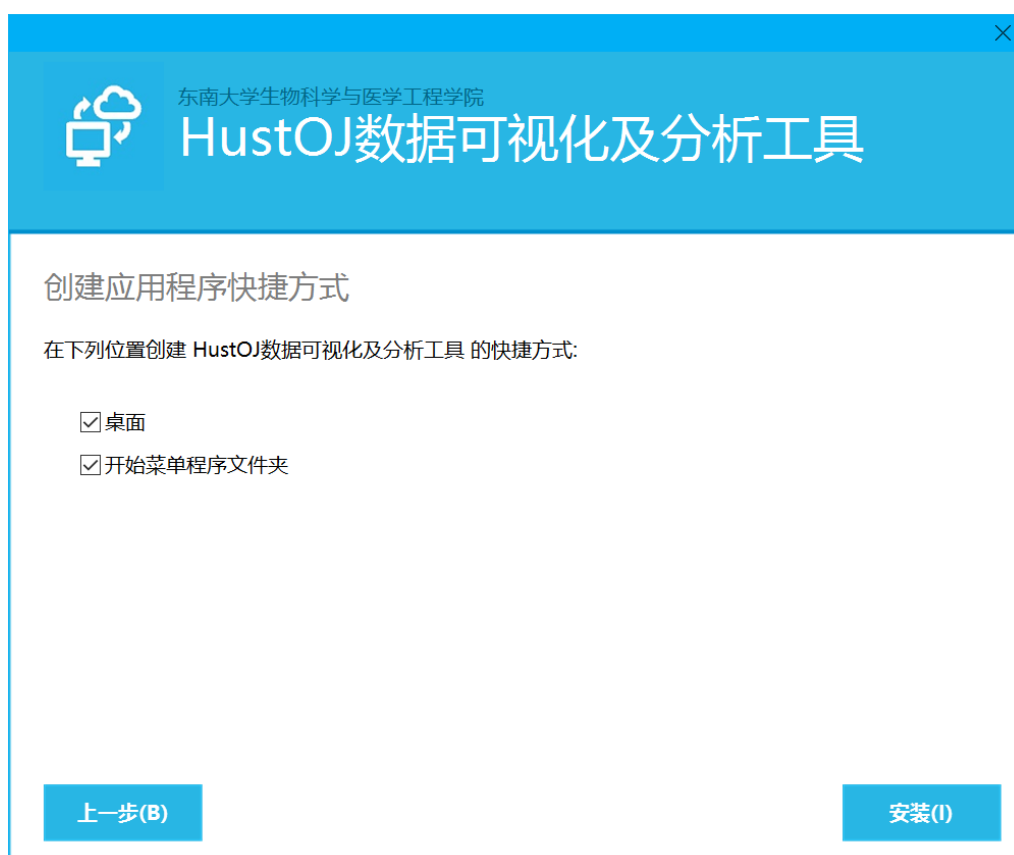 东南大学生物科学与医学工程学院
HustOJ数据可视化及分析工具
创建应用程序快捷方式
在下列位置创建 HustOJ数据可视化及分析工具 的快捷方式:
桌面
开始菜单程序文件夹
上一步(B)
安装(I)